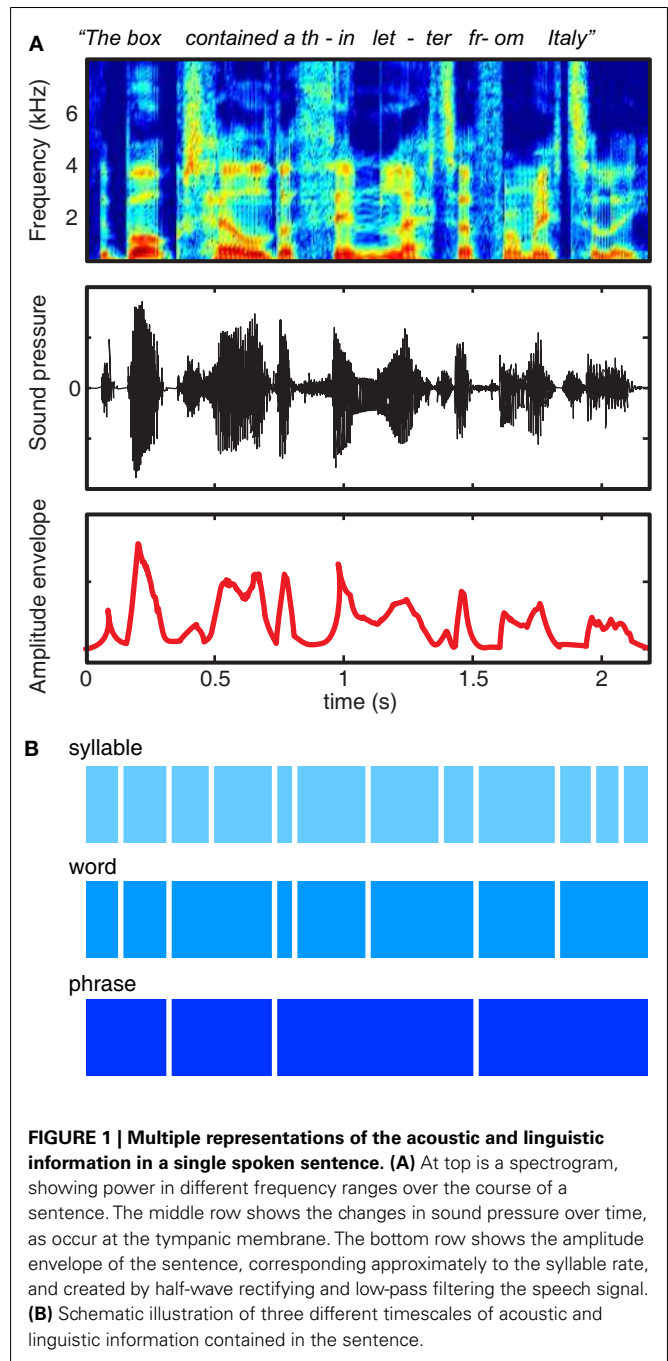 A
“The box contained a th - in let - ter fr- om Italy”
Frequency (kHz)
6
4
2
Sound pressure
0
Amplitude envelope
0 0.5 1 1.5 2
time (s)
B
syllable
word
phrase
FIGURE 1 | Multiple representations of the acoustic and linguistic
information in a single spoken sentence. (A) At top is a spectrogram,
showing power in different frequency ranges over the course of a
sentence. The middle row shows the changes in sound pressure over time,
as occur at the tympanic membrane. The bottom row shows the amplitude
envelope of the sentence, corresponding approximately to the syllable rate,
and created by half-wave rectifying and low-pass filtering the speech signal.
(B) Schematic illustration of three different timescales of acoustic and
linguistic information contained in the sentence.